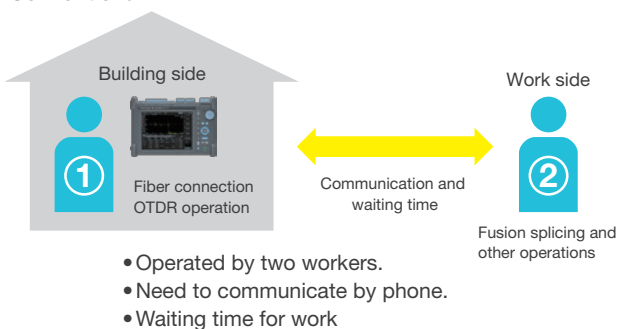 Building side
Work side
①
②
Fiber connection
OTDR operation
Communication and
waiting time
Fusion splicing and
other operations
•Operated by two workers.
•Need to communicate by phone.
•Waiting time for work